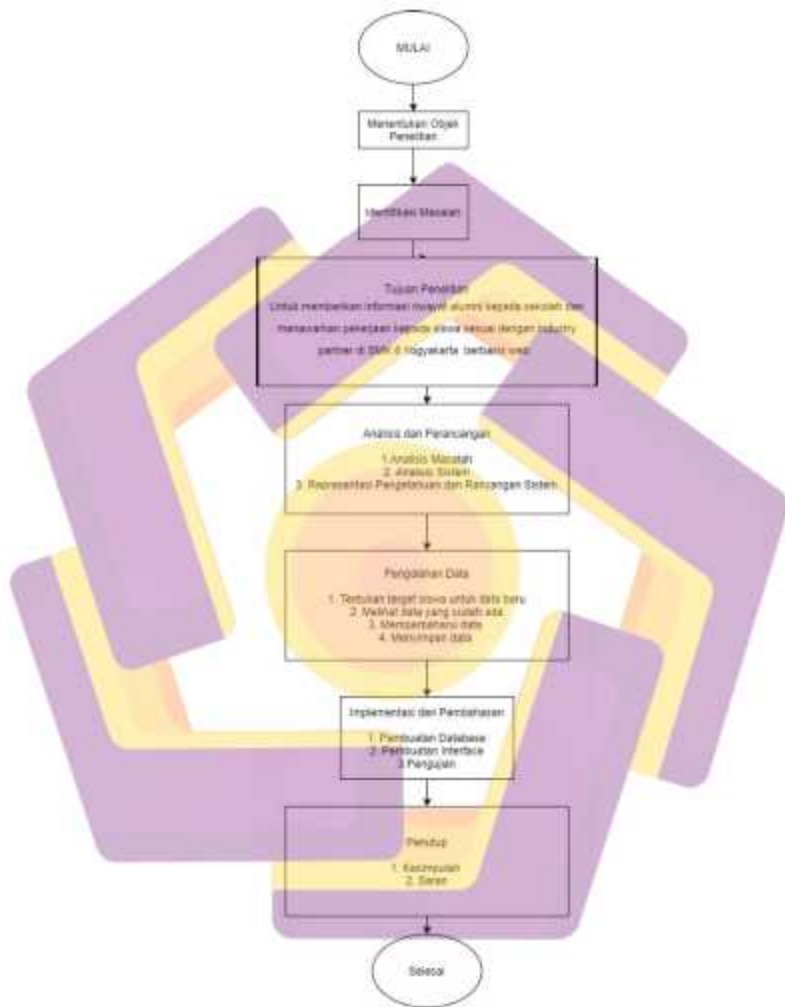 MULAI
Menentukan Objek
Penelitian
Identifikasi Masalah
Tujuan Penelitian
Untuk memberikan informasi riwayat alumni kepada sekolah dan
menawarkan pekerjaan kepada siswa sesuai dengan industry
partner di SMK di Yogyakarta berbasis web
Analisis dan Perancangan
1 Analisis Masalah
2. Analisis Sistem
3. Representasi Pengetahuan dan Rancangan Sistem
Pengolahan Data
1. Tentukan target siswa untuk data baru
2. Melihat data yang sudah ada
3. Memperbaharui data
4. Menyimpan data
Implementasi dan Pembahasan
1. Pembuatan Database
2. Pembuatan Interface
3.Pengujian
Penutup
1. Kesimpulan
2. Saran
Selesai